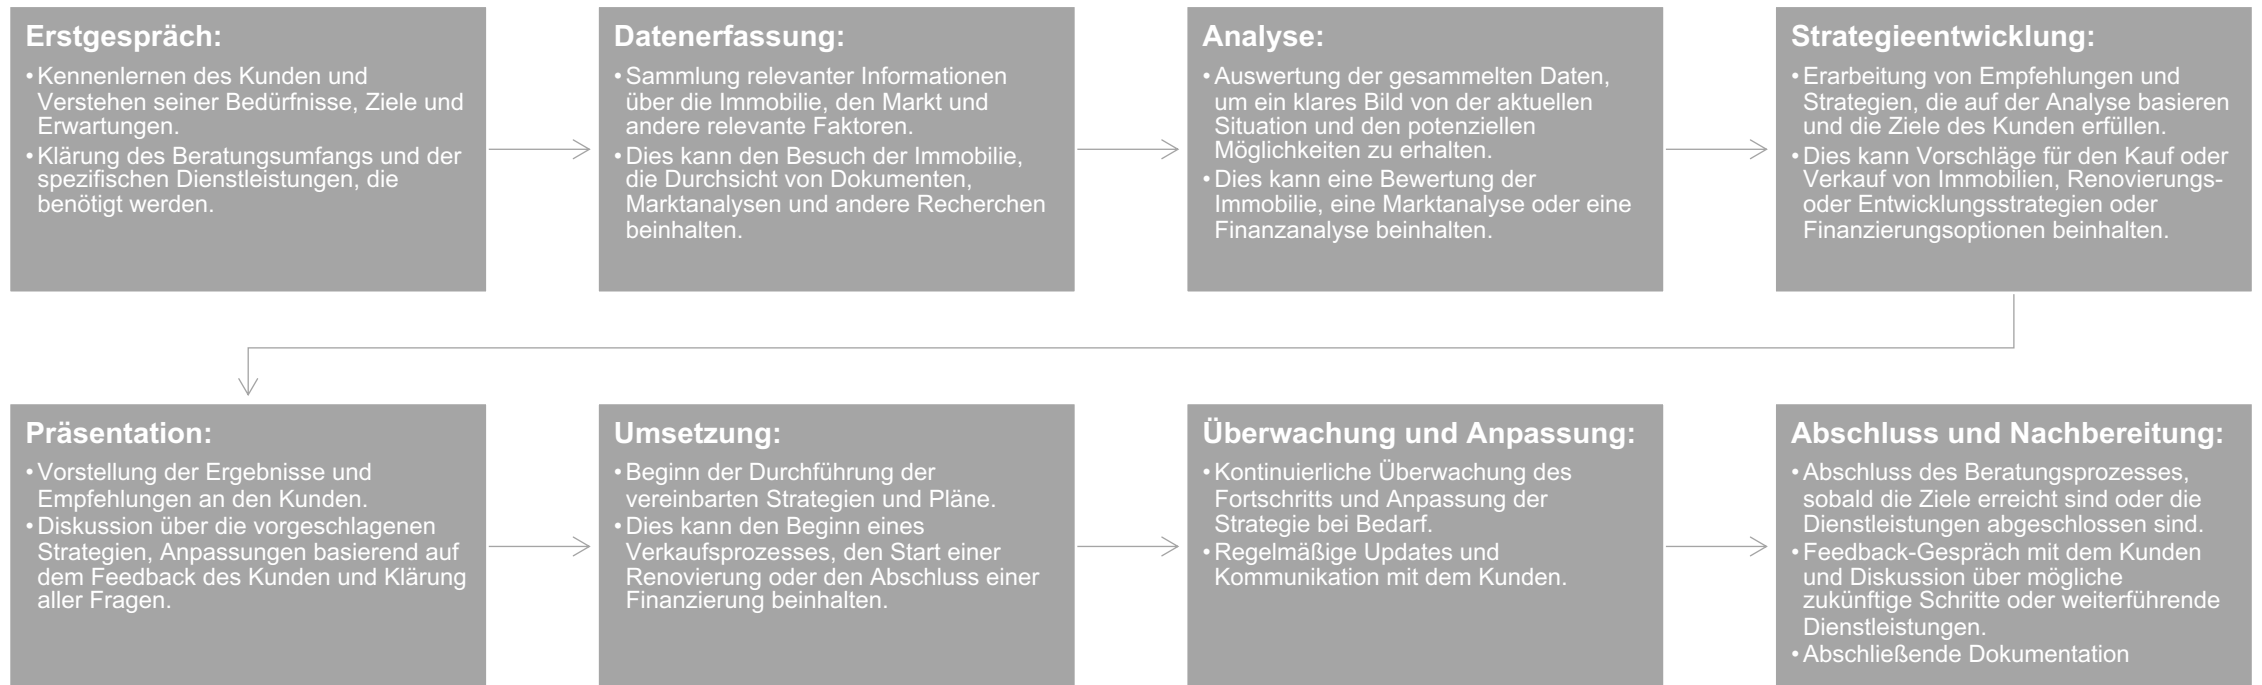 Erstgespräch:
• Kennenlernen des Kunden und
Verstehen seiner Bedürfnisse, Ziele und
Erwartungen.
• Klärung des Beratungsumfangs und der
spezifischen Dienstleistungen, die
benötigt werden.
Datenerfassung:
• Sammlung relevanter Informationen
über die Immobilie, den Markt und
andere relevante Faktoren.
• Dies kann den Besuch der Immobilie,
die Durchsicht von Dokumenten,
Marktanalysen und andere Recherchen
beinhalten.
Analyse:
• Auswertung der gesammelten Daten,
um ein klares Bild von der aktuellen
Situation und den potenziellen
Möglichkeiten zu erhalten.
• Dies kann eine Bewertung der
Immobilie, eine Marktanalyse oder eine
Finanzanalyse beinhalten.
Strategieentwicklung:
• Erarbeitung von Empfehlungen und
Strategien, die auf der Analyse basieren
und die Ziele des Kunden erfüllen.
• Dies kann Vorschläge für den Kauf oder
Verkauf von Immobilien, Renovierungs-
oder Entwicklungsstrategien oder
Finanzierungsoptionen beinhalten.
Präsentation:
• Vorstellung der Ergebnisse und
Empfehlungen an den Kunden.
• Diskussion über die vorgeschlagenen
Strategien, Anpassungen basierend auf
dem Feedback des Kunden und Klärung
aller Fragen.
Umsetzung:
• Beginn der Durchführung der
vereinbarten Strategien und Pläne.
• Dies kann den Beginn eines
Verkaufsprozesses, den Start einer
Renovierung oder den Abschluss einer
Finanzierung beinhalten.
Überwachung und Anpassung:
• Kontinuierliche Überwachung des
Fortschritts und Anpassung der
Strategie bei Bedarf.
• Regelmäßige Updates und
Kommunikation mit dem Kunden.
Abschluss und Nachbereitung:
• Abschluss des Beratungsprozesses,
sobald die Ziele erreicht sind oder die
Dienstleistungen abgeschlossen sind.
• Feedback-Gespräch mit dem Kunden
und Diskussion über mögliche
zukünftige Schritte oder weiterführende
Dienstleistungen.
• Abschließende Dokumentation